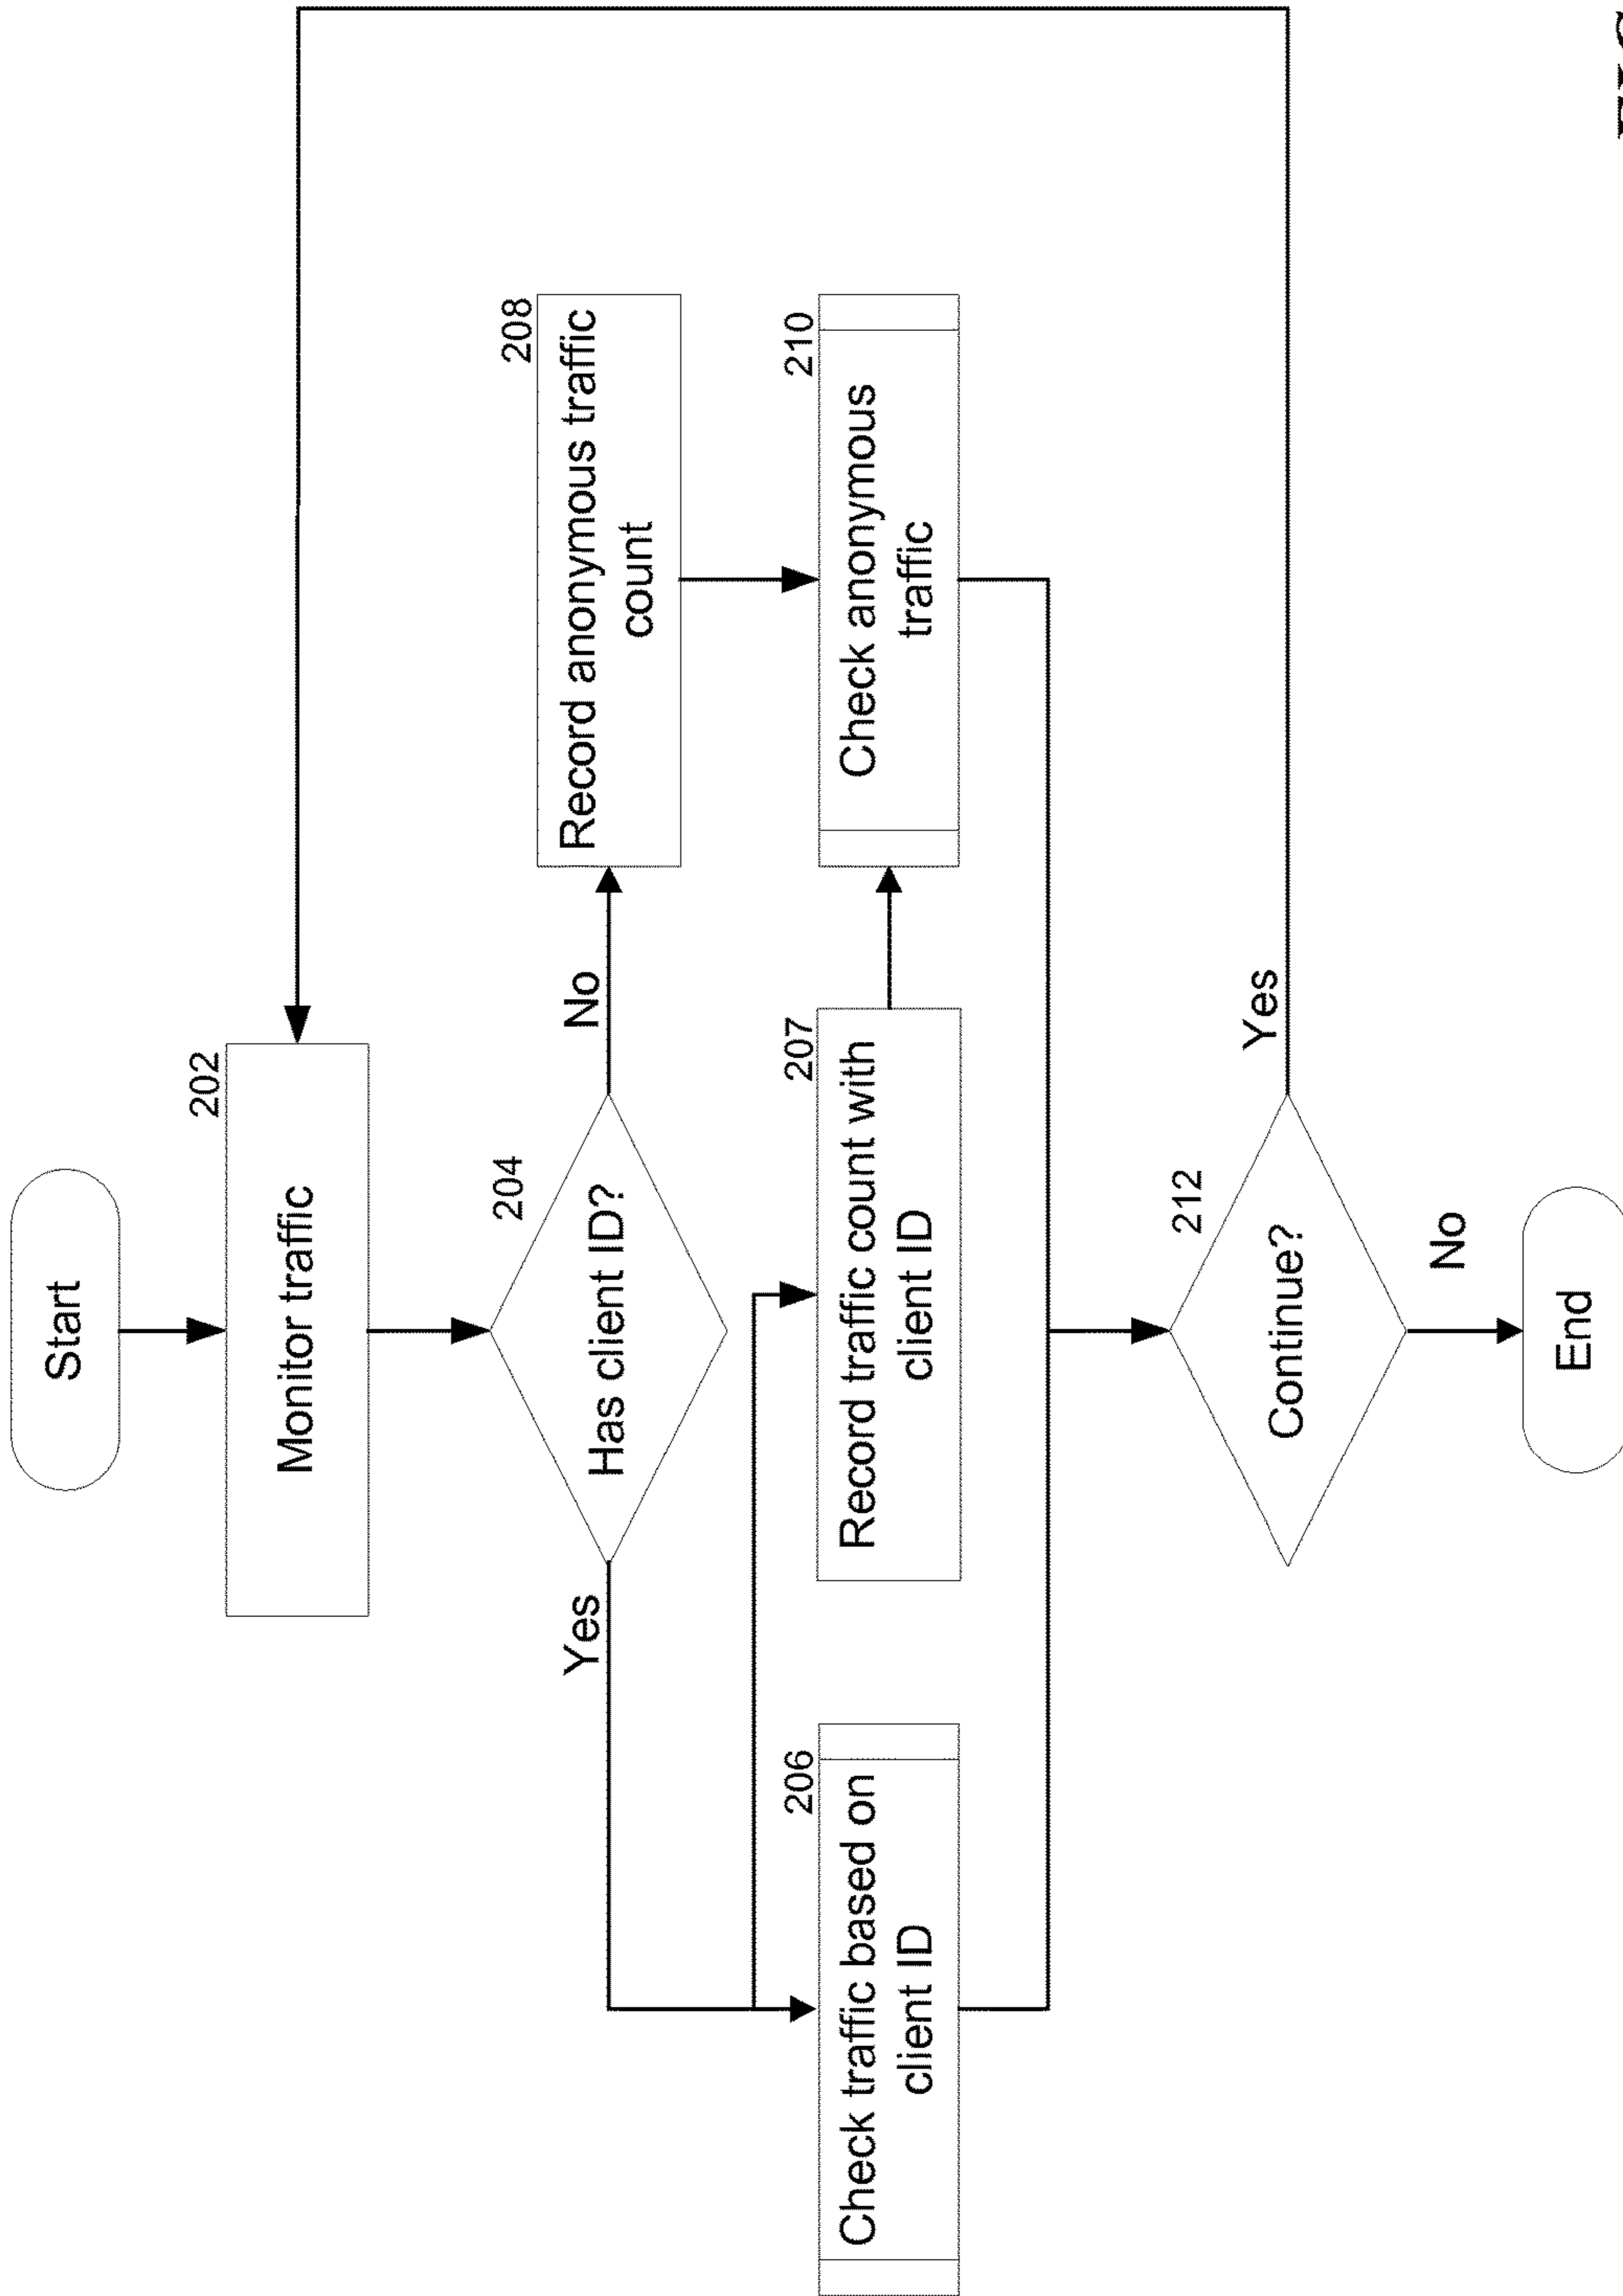 Start
202
Monitor traffic
204
Has client ID?
Yes
No
208
Record anonymous traffic
count
206
Check traffic based on
client ID
207
Record traffic count with
client ID
210
Check anonymous
traffic
212
Continue?
Yes
No
End